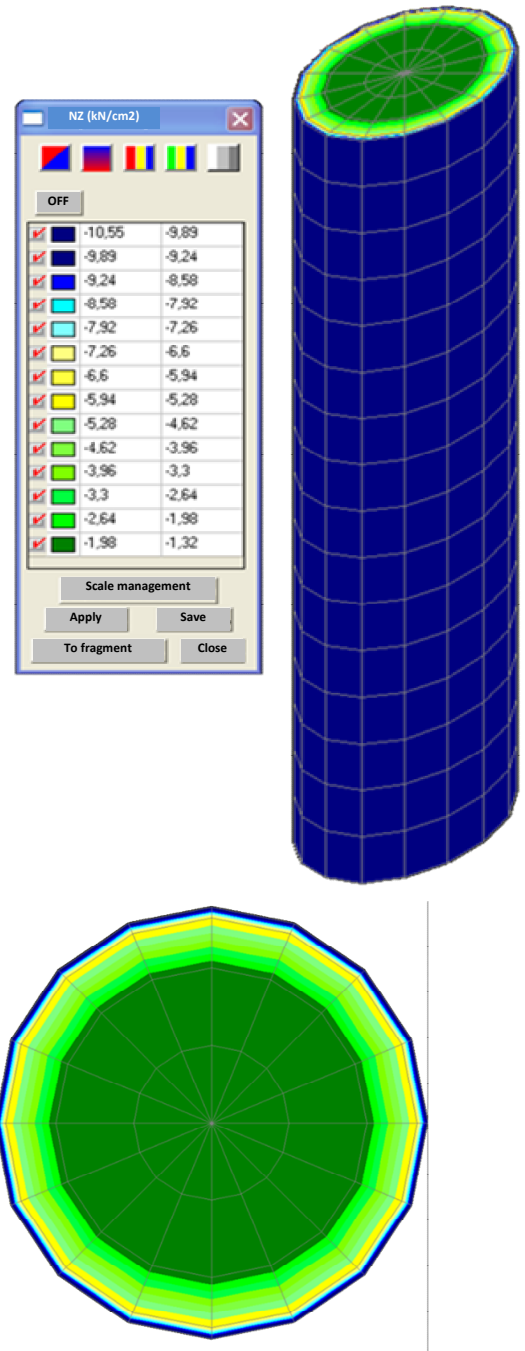 NZ (kN/cm2)
OFF
-10,55 -9,89
-9,89 -9,24
-9,24 -8,58
-8,58 -7,92
-7,92 -7,26
-7,26 -6,6
-6,6 -5,94
-5,94 -5,28
-5,28 -4,62
-4,62 -3,96
-3,96 -3,3
-3,3 -2,64
-2,64 -1,98
-1,98 -1,32
Scale management
Apply Save
To fragment Close